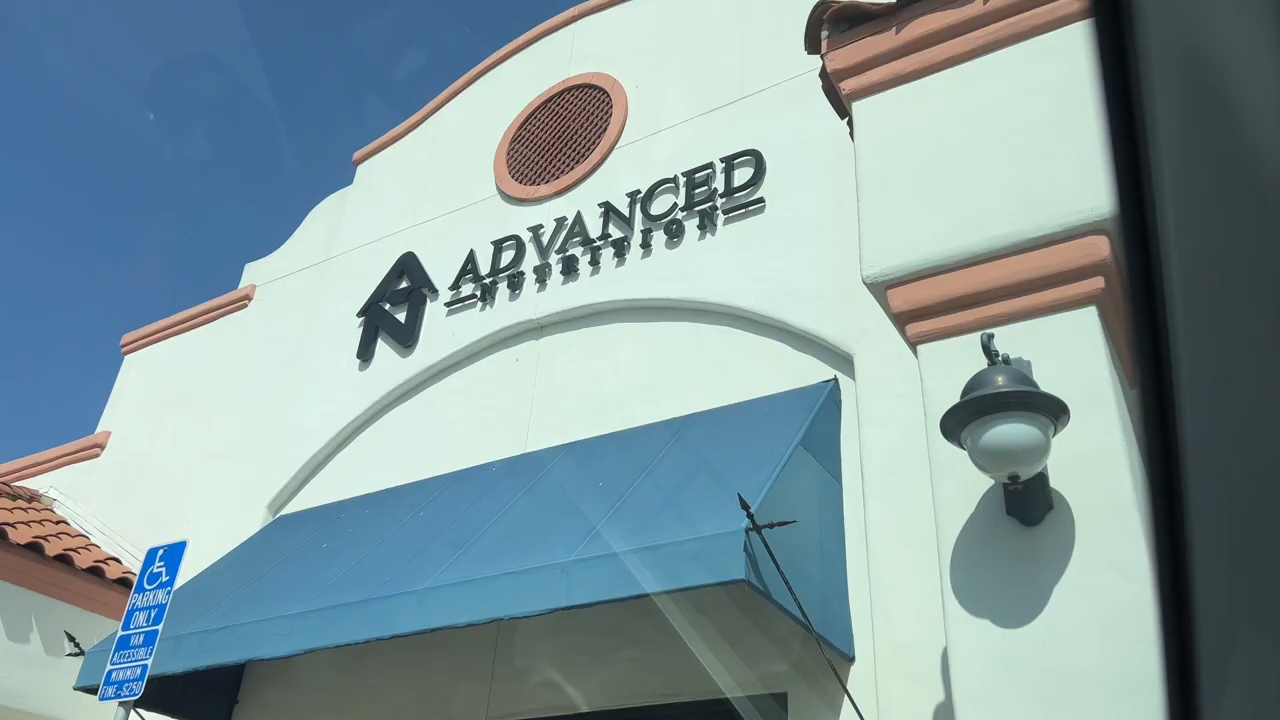 ADVANCED
NUTRITION
PARKING
ONLY
VAN
ACCESSIBLE
MINIMUM
FINE-$250